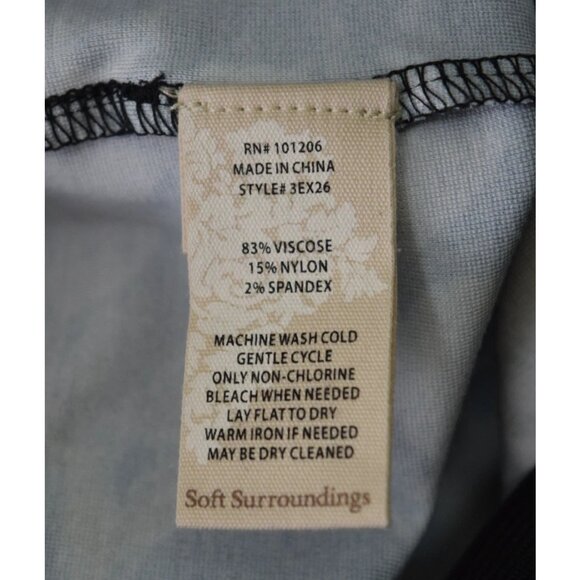 RN# 101206
MADE IN CHINA
STYLE# 3EX26
83% VISCOSE
15% NYLON
2% SPANDEX
MACHINE WASH COLD
GENTLE CYCLE
ONLY NON-CHLORINE
BLEACH WHEN NEEDED
LAY FLAT TO DRY
WARM IRON IF NEEDED
MAY BE DRY CLEANED
Soft Surroundings